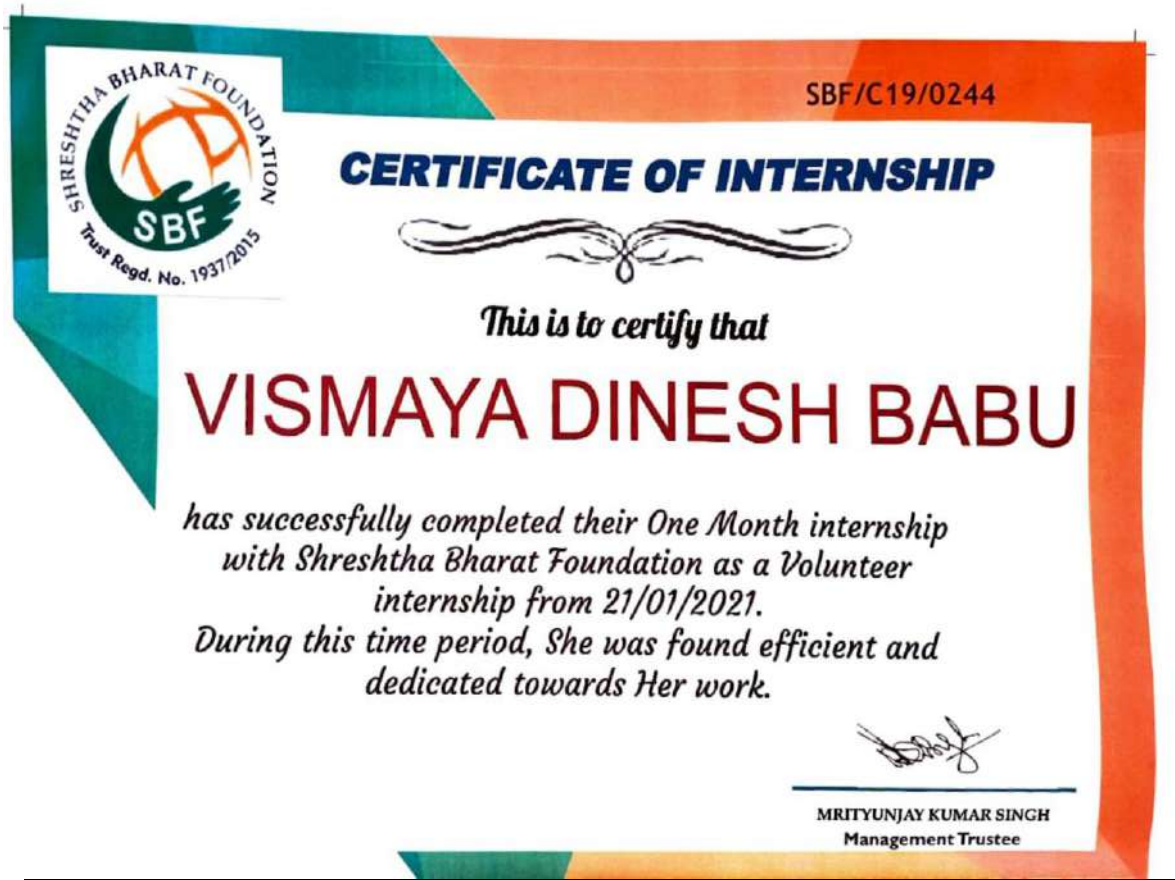 SHRESHTHA BHARAT FOUNDATION
SBF
Trust Regd. No. 1937/2015
SBF/C19/0244
CERTIFICATE OF INTERNSHIP
This is to certify that
VISMAYA DINESH BABU
has successfully completed their One Month internship
with Shreshtha Bharat Foundation as a Volunteer
internship from 21/01/2021.
During this time period, She was found efficient and
dedicated towards Her work.
MRITYUNJAY KUMAR SINGH
Management Trustee